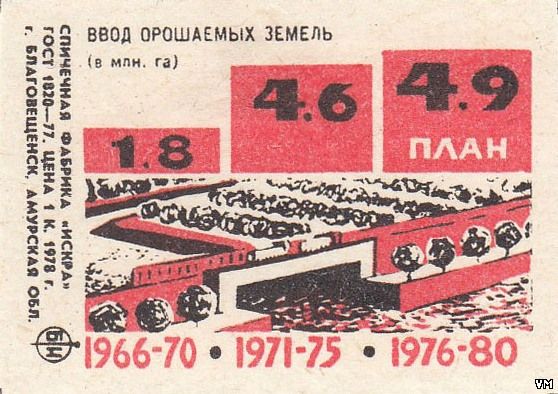 ВВОД ОРОШАЕМЫХ ЗЕМЕЛЬ
(в млн. га)
1.8
4.6
4.9
ПЛАН
1966-70 • 1971-75 • 1976-80
СПИЧЕЧНАЯ ФАБРИКА „ИСКРА"
ГОСТ 1820—77. ЦЕНА 1 К. 1978 г.
г. БЛАГОВЕЩЕНСК, АМУРСКАЯ ОБЛ.
VM